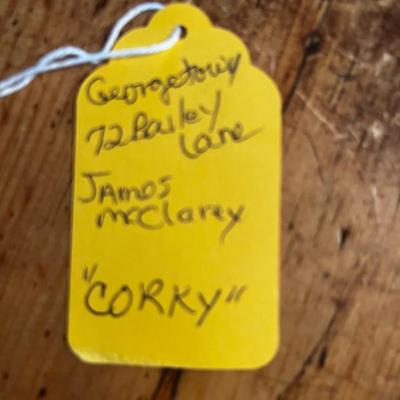 Georgetown
72 Bailey
Lane
James
McClarey
"CORKY"